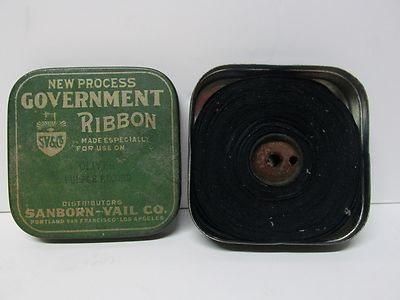 NEW PROCESS
GOVERNMENT
RIBBON
SV&Co
MADE ESPECIALLY
FOR USE ON
DISTRIBUTORS
SANBORN-VAIL CO.
PORTLAND SAN FRANCISCO LOS ANGELES